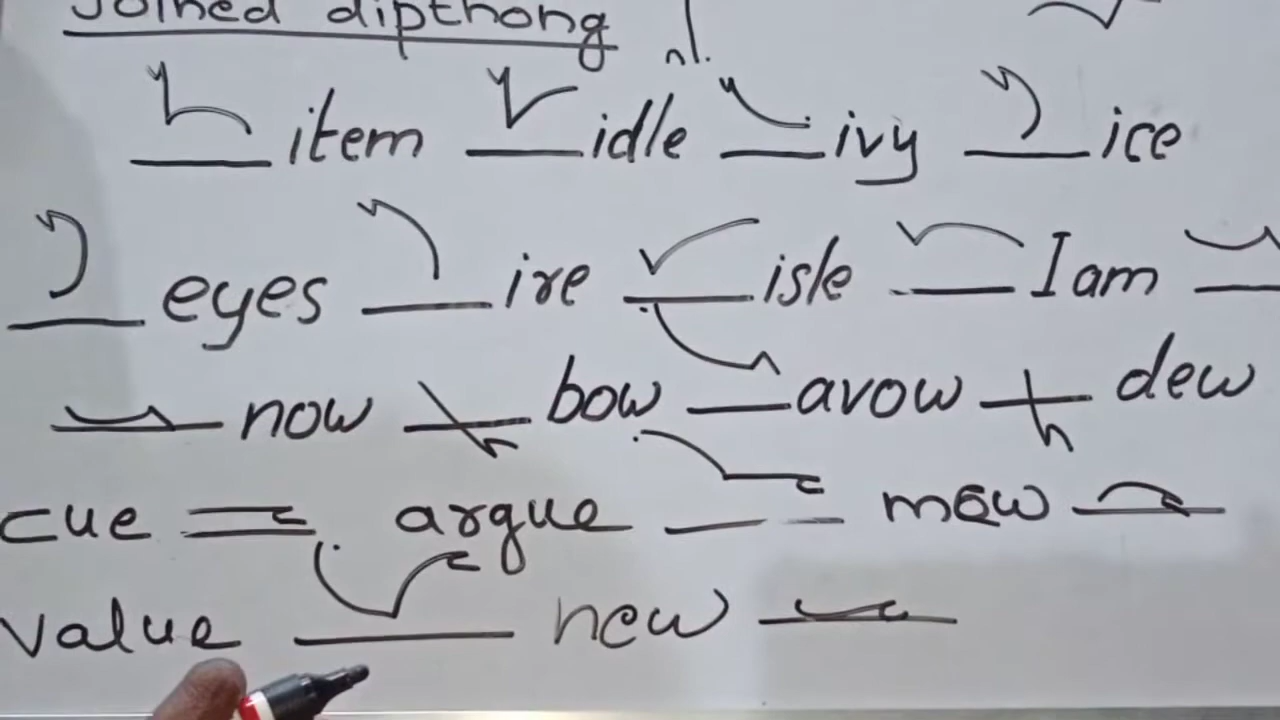 Joined dipthong
item idle ivy ice
eyes ire isle I am
now bow avow dew
cue argue mew
value new